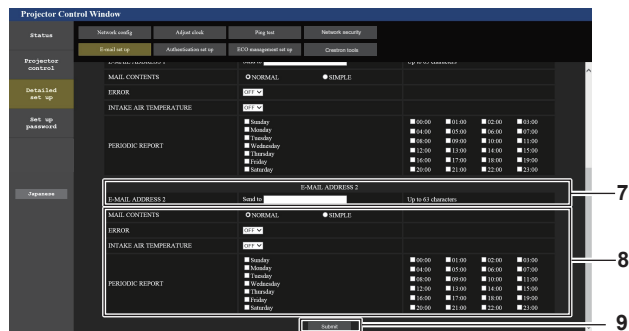 Projector Control Window
Status
Network config Adjust clock Ping test Network security
E-mail set up Authentication set up ECO management set up Crestron tools
Projector control
Detailed set up
Set up password
Japanese
E-MAIL ADDRESS 1 Send to Up to 63 characters
MAIL CONTENTS NORMAL SIMPLE
ERROR OFF
INTAKE AIR TEMPERATURE OFF
PERIODIC REPORT
Sunday 00:00 01:00 02:00 03:00
Monday 04:00 05:00 06:00 07:00
Tuesday 08:00 09:00 10:00 11:00
Wednesday 12:00 13:00 14:00 15:00
Thursday 16:00 17:00 18:00 19:00
Friday 20:00 21:00 22:00 23:00
Saturday
E-MAIL ADDRESS 2
E-MAIL ADDRESS 2 Send to Up to 63 characters
7
MAIL CONTENTS NORMAL SIMPLE
ERROR OFF
INTAKE AIR TEMPERATURE OFF
8
PERIODIC REPORT
Sunday 00:00 01:00 02:00 03:00
Monday 04:00 05:00 06:00 07:00
Tuesday 08:00 09:00 10:00 11:00
Wednesday 12:00 13:00 14:00 15:00
Thursday 16:00 17:00 18:00 19:00
Friday 20:00 21:00 22:00 23:00
Saturday
Submit
9